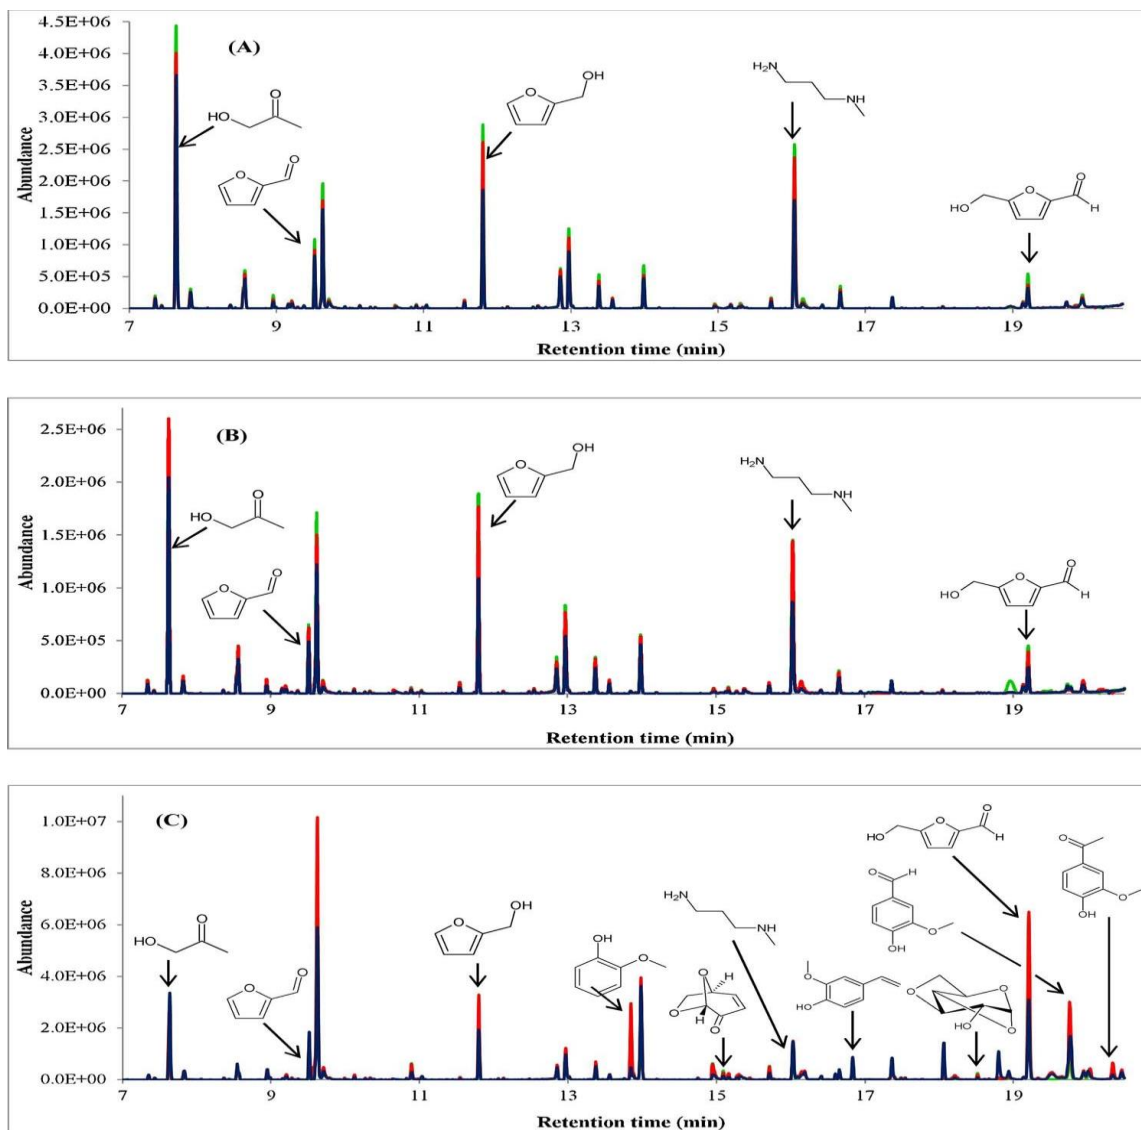 4.5E+06
(A)
4.0E+06
3.5E+06
3.0E+06
2.5E+06
2.0E+06
1.5E+06
1.0E+06
5.0E+05
0.0E+00
Abundance
HO
O
O
O
O
OH
H₂N
NH
HO
O
O
H
7 9 11 13 15 17 19
Retention time (min)
(B)
2.5E+06
2.0E+06
1.5E+06
1.0E+06
5.0E+05
0.0E+00
Abundance
HO
O
O
O
O
OH
H₂N
NH
HO
O
O
H
7 9 11 13 15 17 19
Retention time (min)
(C)
1.0E+07
8.0E+06
6.0E+06
4.0E+06
2.0E+06
0.0E+00
Abundance
HO
O
O
O
O
OH
OH
O
O
H
O
H
O
H₂N
NH
O
HO
O
H
O
OH
O
O
HO
O
HO
O
O
H
O
O
OH
7 9 11 13 15 17 19
Retention time (min)